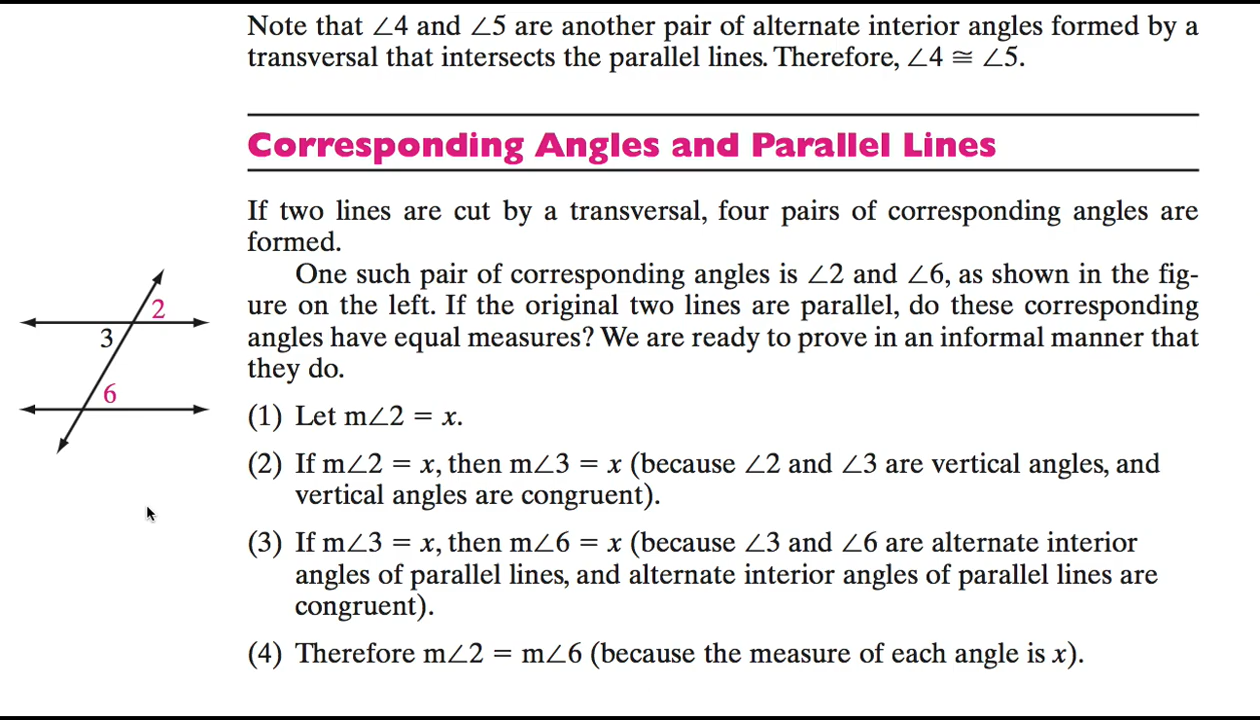 Note that ∠4 and ∠5 are another pair of alternate interior angles formed by a
transversal that intersects the parallel lines. Therefore, ∠4 ≅ ∠5.
Corresponding Angles and Parallel Lines
If two lines are cut by a transversal, four pairs of corresponding angles are
formed.
One such pair of corresponding angles is ∠2 and ∠6, as shown in the fig-
ure on the left. If the original two lines are parallel, do these corresponding
angles have equal measures? We are ready to prove in an informal manner that
they do.
(1) Let m∠2 = x.
(2) If m∠2 = x, then m∠3 = x (because ∠2 and ∠3 are vertical angles, and
vertical angles are congruent).
(3) If m∠3 = x, then m∠6 = x (because ∠3 and ∠6 are alternate interior
angles of parallel lines, and alternate interior angles of parallel lines are
congruent).
(4) Therefore m∠2 = m∠6 (because the measure of each angle is x).
2
3
6